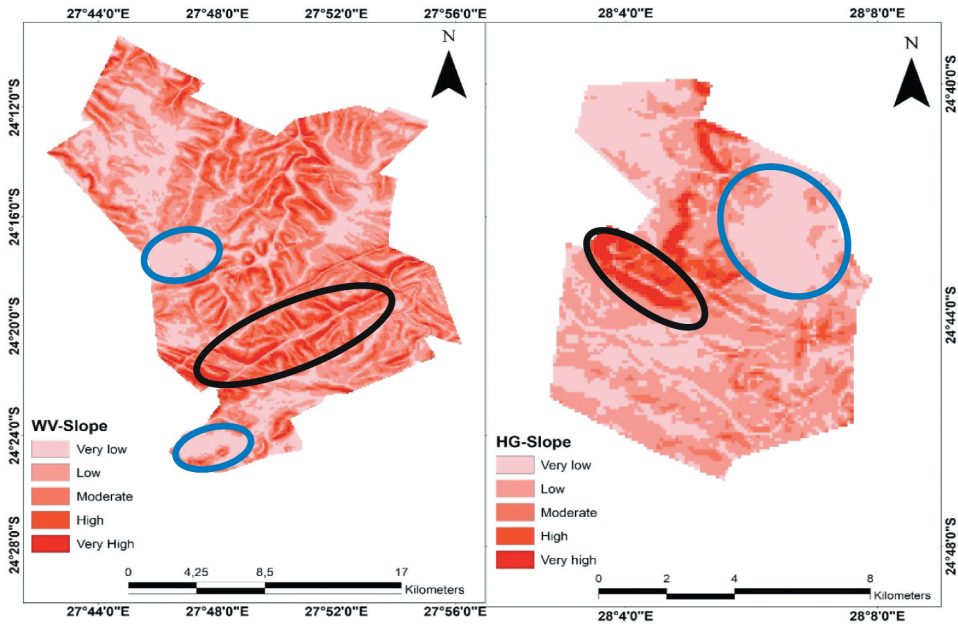 27°44'0"E 27°48'0"E 27°52'0"E 27°56'0"E
24°12'0"S
24°16'0"S
24°20'0"S
24°24'0"S
24°28'0"S
N
WV-Slope
Very low
Low
Moderate
High
Very High
0 4,25 8,5 17
Kilometers
27°44'0"E 27°48'0"E 27°52'0"E 27°56'0"E
28°4'0"E 28°8'0"E
N
24°40'0"S
24°44'0"S
24°48'0"S
HG-Slope
Very low
Low
Moderate
High
Very high
0 2 4 8
Kilometers
28°4'0"E 28°8'0"E